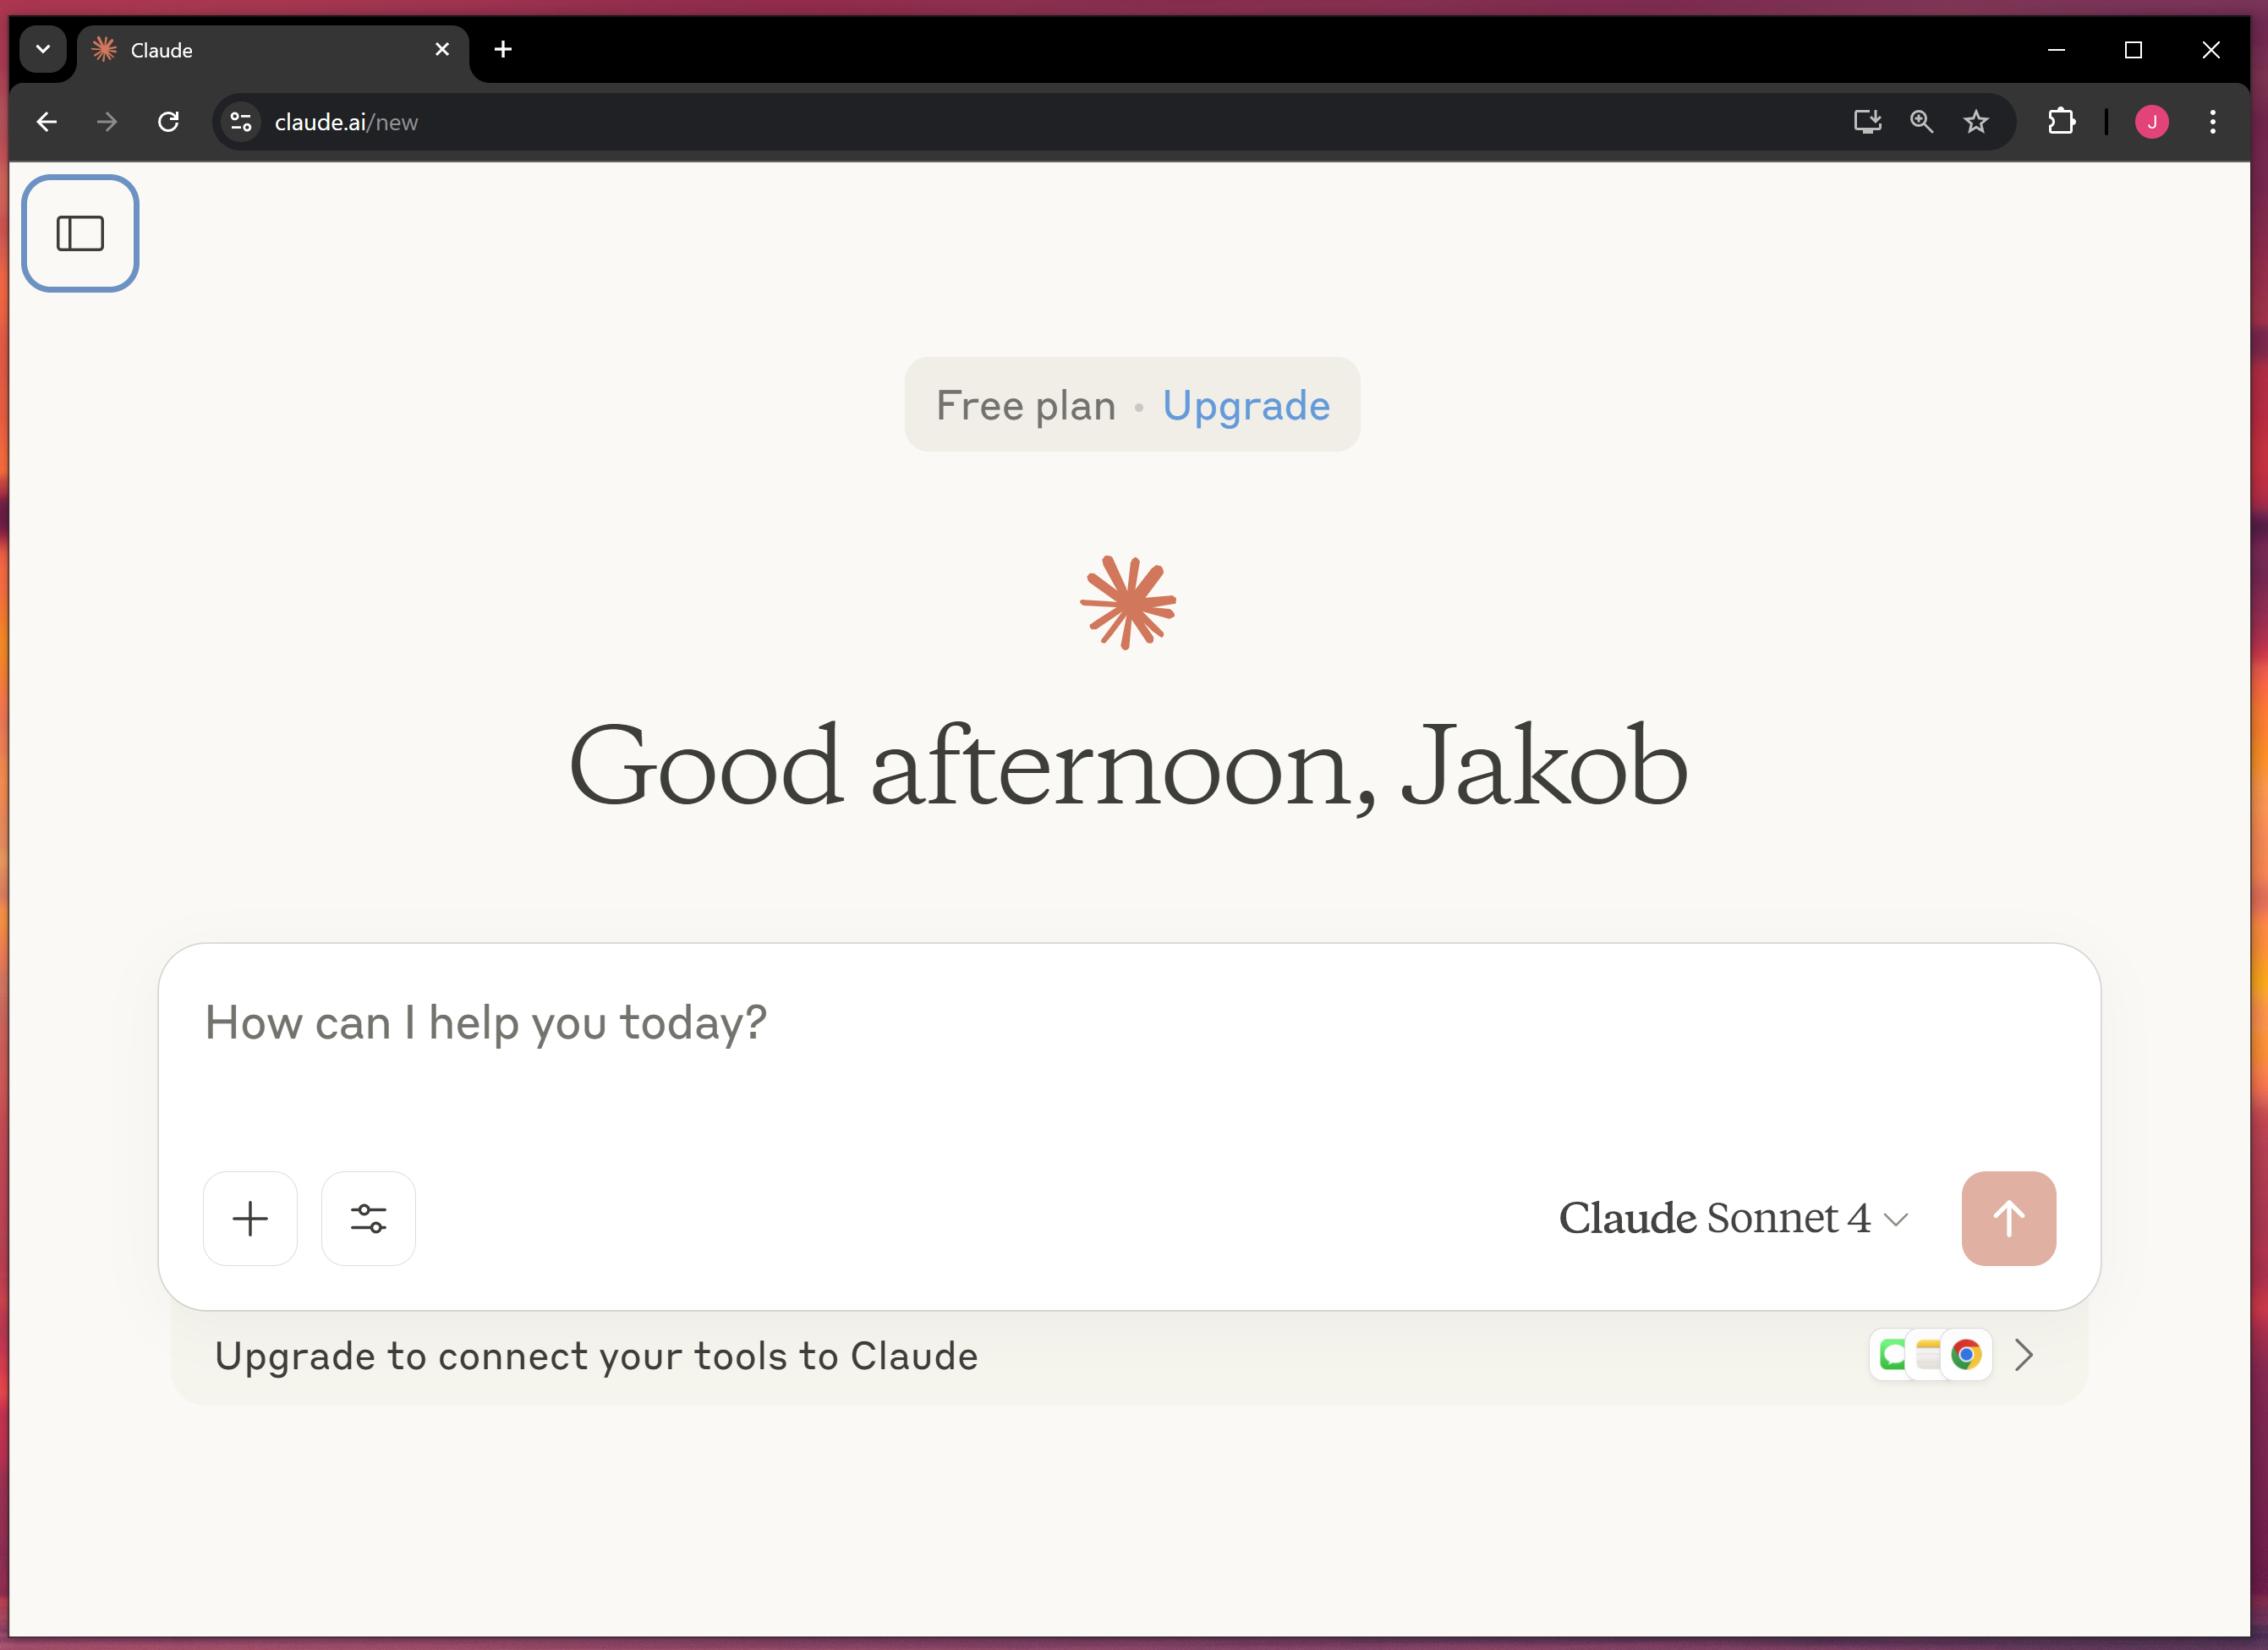 Claude
claude.ai/new
J
Free plan • Upgrade
Good afternoon, Jakob
How can I help you today?
Claude Sonnet 4
Upgrade to connect your tools to Claude